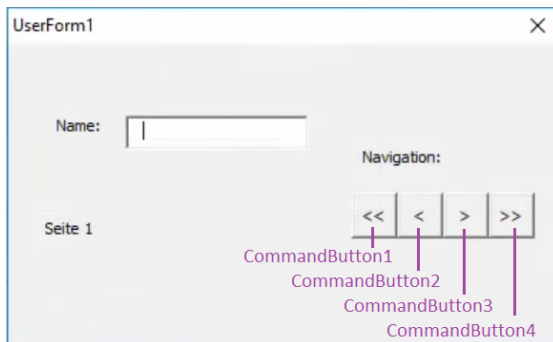 UserForm1
Name:
Navigation:
<< < > >>
Seite 1
CommandButton1
CommandButton2
CommandButton3
CommandButton4